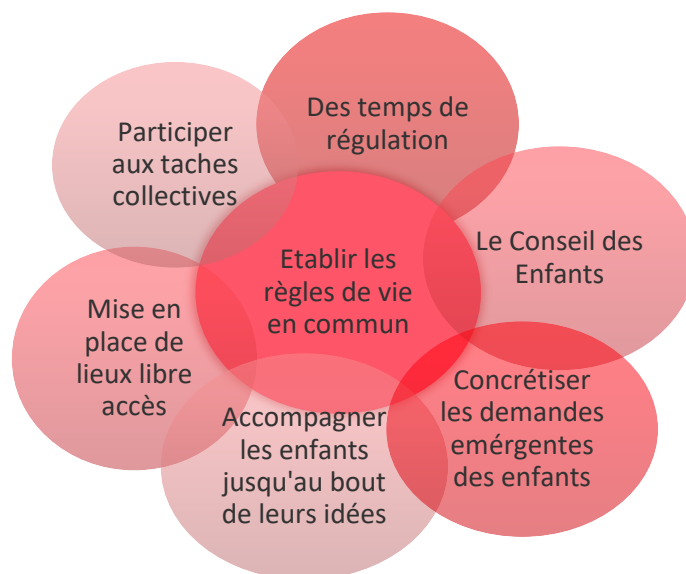 Des temps de
régulation
Participer
aux taches
collectives
Le Conseil des
Enfants
Etablir les
règles de vie
en commun
Mise en
place de
lieux libre
accès
Concrétiser
les demandes
emérgentes
des enfants
Accompagner
les enfants
jusqu'au bout
de leurs idées